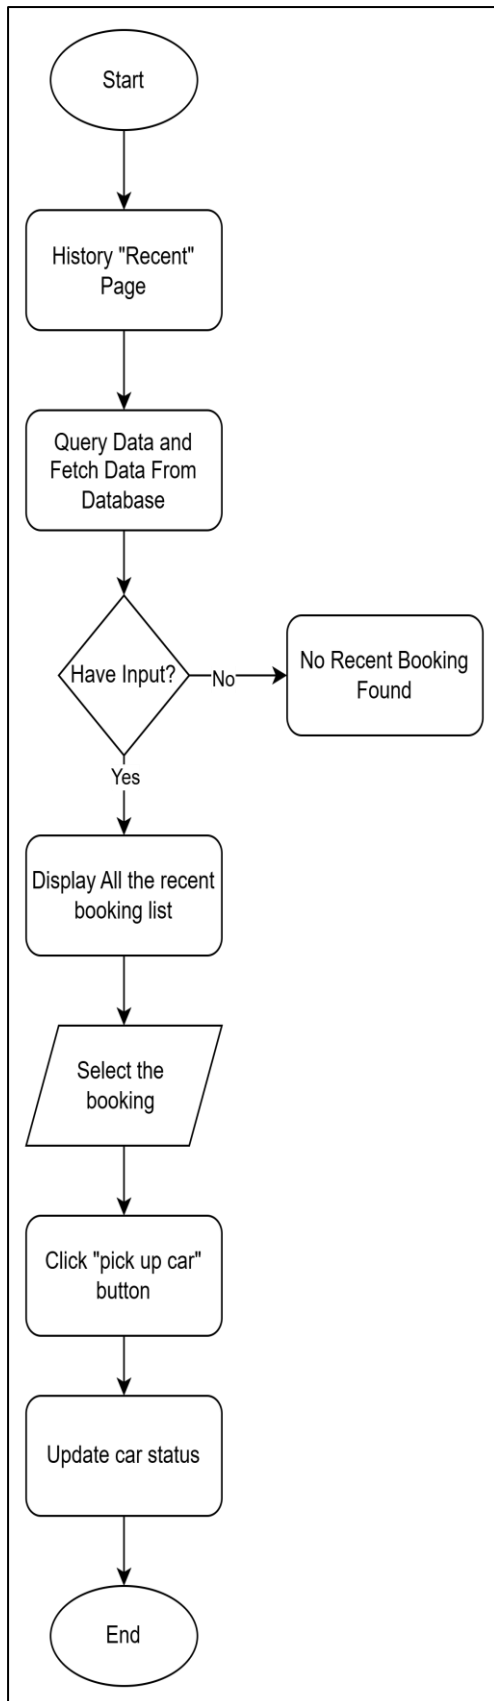 Start
History "Recent"
Page
Query Data and
Fetch Data From
Database
Have Input?
No
No Recent Booking
Found
Yes
Display All the recent
booking list
Select the
booking
Click "pick up car"
button
Update car status
End